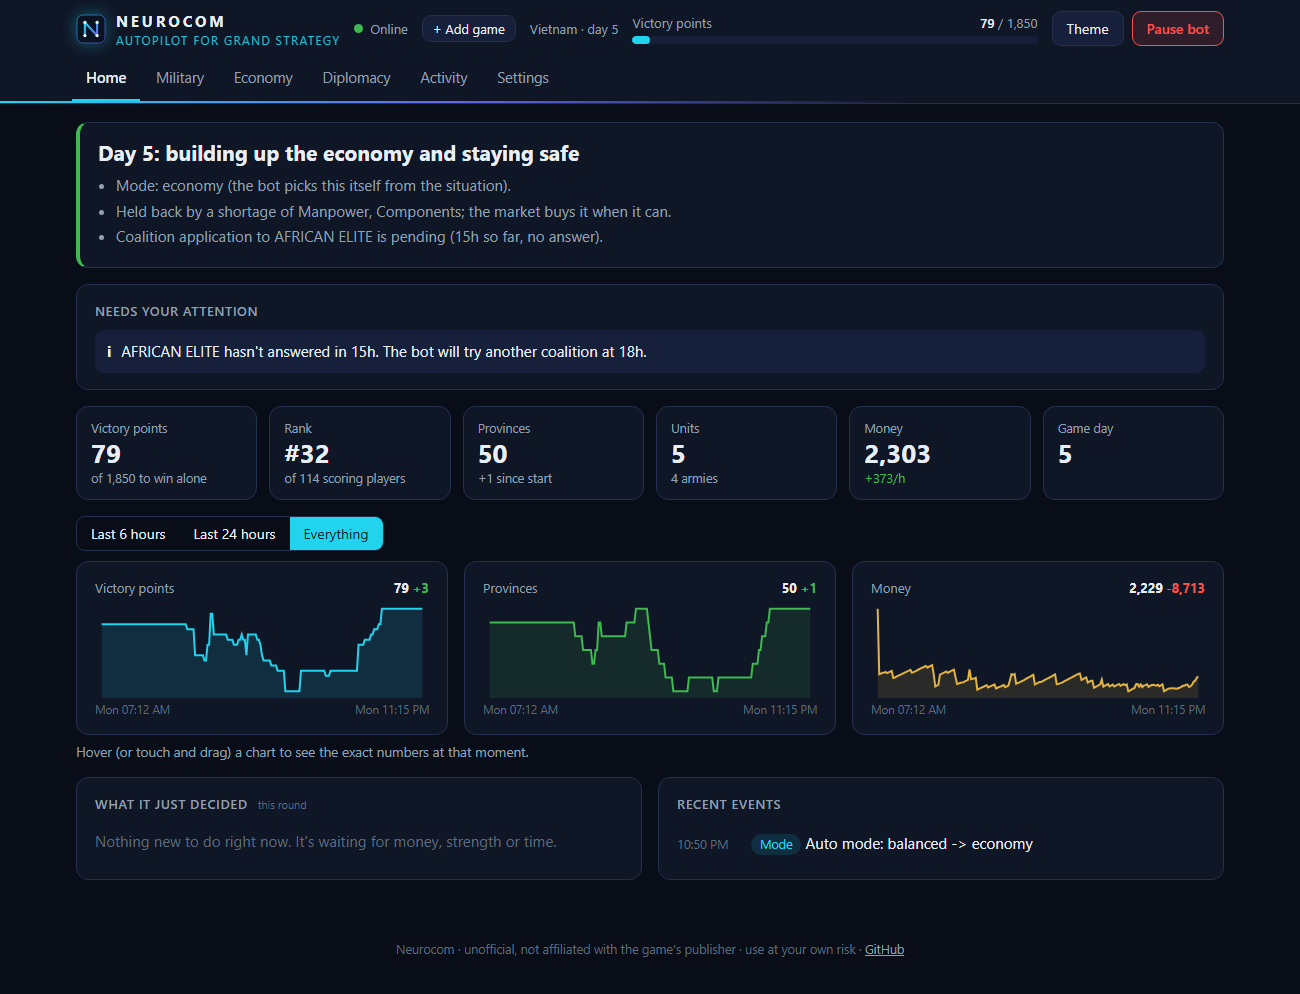 NEUROCOM
AUTOPILOT FOR GRAND STRATEGY
Online
+ Add game
Vietnam · day 5
Victory points
79 / 1,850
Theme
Pause bot
Home
Military
Economy
Diplomacy
Activity
Settings
Day 5: building up the economy and staying safe
• Mode: economy (the bot picks this itself from the situation).
• Held back by a shortage of Manpower, Components; the market buys it when it can.
• Coalition application to AFRICAN ELITE is pending (15h so far, no answer).
NEEDS YOUR ATTENTION
i AFRICAN ELITE hasn't answered in 15h. The bot will try another coalition at 18h.
Victory points
79
of 1,850 to win alone
Rank
#32
of 114 scoring players
Provinces
50
+1 since start
Units
5
4 armies
Money
2,303
+373/h
Game day
5
Last 6 hours
Last 24 hours
Everything
Victory points
79 +3
Mon 07:12 AM
Mon 11:15 PM
Provinces
50 +1
Mon 07:12 AM
Mon 11:15 PM
Money
2,229 -8,713
Mon 07:12 AM
Mon 11:15 PM
Hover (or touch and drag) a chart to see the exact numbers at that moment.
WHAT IT JUST DECIDED this round
Nothing new to do right now. It's waiting for money, strength or time.
RECENT EVENTS
10:50 PM Mode Auto mode: balanced -> economy
Neurocom · unofficial, not affiliated with the game's publisher · use at your own risk · GitHub